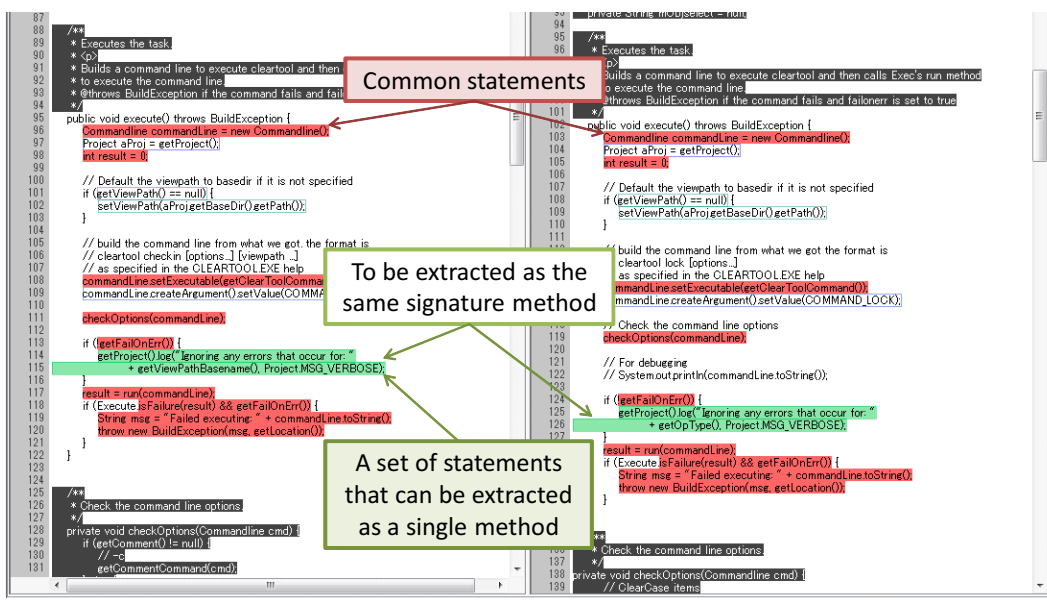 87
88 /**
89 * Executes the task.
90 * <p>
91 * Builds a command line to execute cleartool and then
92 * to execute the command line.
93 * @throws BuildException if the command fails and fail
94 */
95 public void execute() throws BuildException {
96 Commandline commandLine = new Commandline();
97 Project aProj = getProject();
98 int result = 0;
99
100 // Default the viewpath to basedir if it is not specified
101 if (getViewPath() == null) {
102 setViewPath(aProj.getBaseDir().getPath());
103 }
104
105 // build the command line from what we got. the format is
106 // cleartool checkin [options...] [viewpath ...]
107 // as specified in the CLEARTOOL.EXE help
108 commandLine.setExecutable(getClearToolComma
109 commandLine.createArgument().setValue(COMMA
110
111 checkOptions(commandLine);
112
113 if (!getFailOnErr()) {
114 getProject().log("Ignoring any errors that occur for: "
115 + getViewPathBasename(), Project.MSG_VERBOSE);
116 }
117 result = run(commandLine);
118 if (Execute.isFailure(result) && getFailOnErr()) {
119 String msg = "Failed executing: " + commandLine.toString();
120 throw new BuildException(msg, getLocation());
121 }
122 }
123
124
125 /**
126 * Check the command line options.
127 */
128 private void checkOptions(Commandline cmd) {
129 if (getComment() != null) {
130 // -c
131 getCommentCommand(cmd);
Common statements
To be extracted as the
same signature method
A set of statements
that can be extracted
as a single method
93 private String mObjselect = null;
94
95 /**
96 * Executes the task.
<p>
Builds a command line to execute cleartool and then calls Exec's run method
to execute the command line.
@throws BuildException if the command fails and failonerr is set to true
101 */
102 public void execute() throws BuildException {
103 Commandline commandLine = new Commandline();
104 Project aProj = getProject();
105 int result = 0;
106
107 // Default the viewpath to basedir if it is not specified
108 if (getViewPath() == null) {
109 setViewPath(aProj.getBaseDir().getPath());
110 }
111
112 // build the command line from what we got the format is
cleartool lock [options...]
as specified in the CLEARTOOL.EXE help
mmandLine.setExecutable(getClearToolCommand());
mmandLine.createArgument().setValue(COMMAND_LOCK);
// Check the command line options
119 checkOptions(commandLine);
120
121 // For debugging
122 // System.out.println(commandLine.toString());
123
124 if (!getFailOnErr()) {
125 getProject().log("Ignoring any errors that occur for: "
126 + getOpType(), Project.MSG_VERBOSE);
127 }
result = run(commandLine);
if (Execute.isFailure(result) && getFailOnErr()) {
String msg = "Failed executing: " + commandLine.toString();
throw new BuildException(msg, getLocation());
}
**
* Check the command line options.
137 */
138 private void checkOptions(Commandline cmd) {
139 // ClearCase items